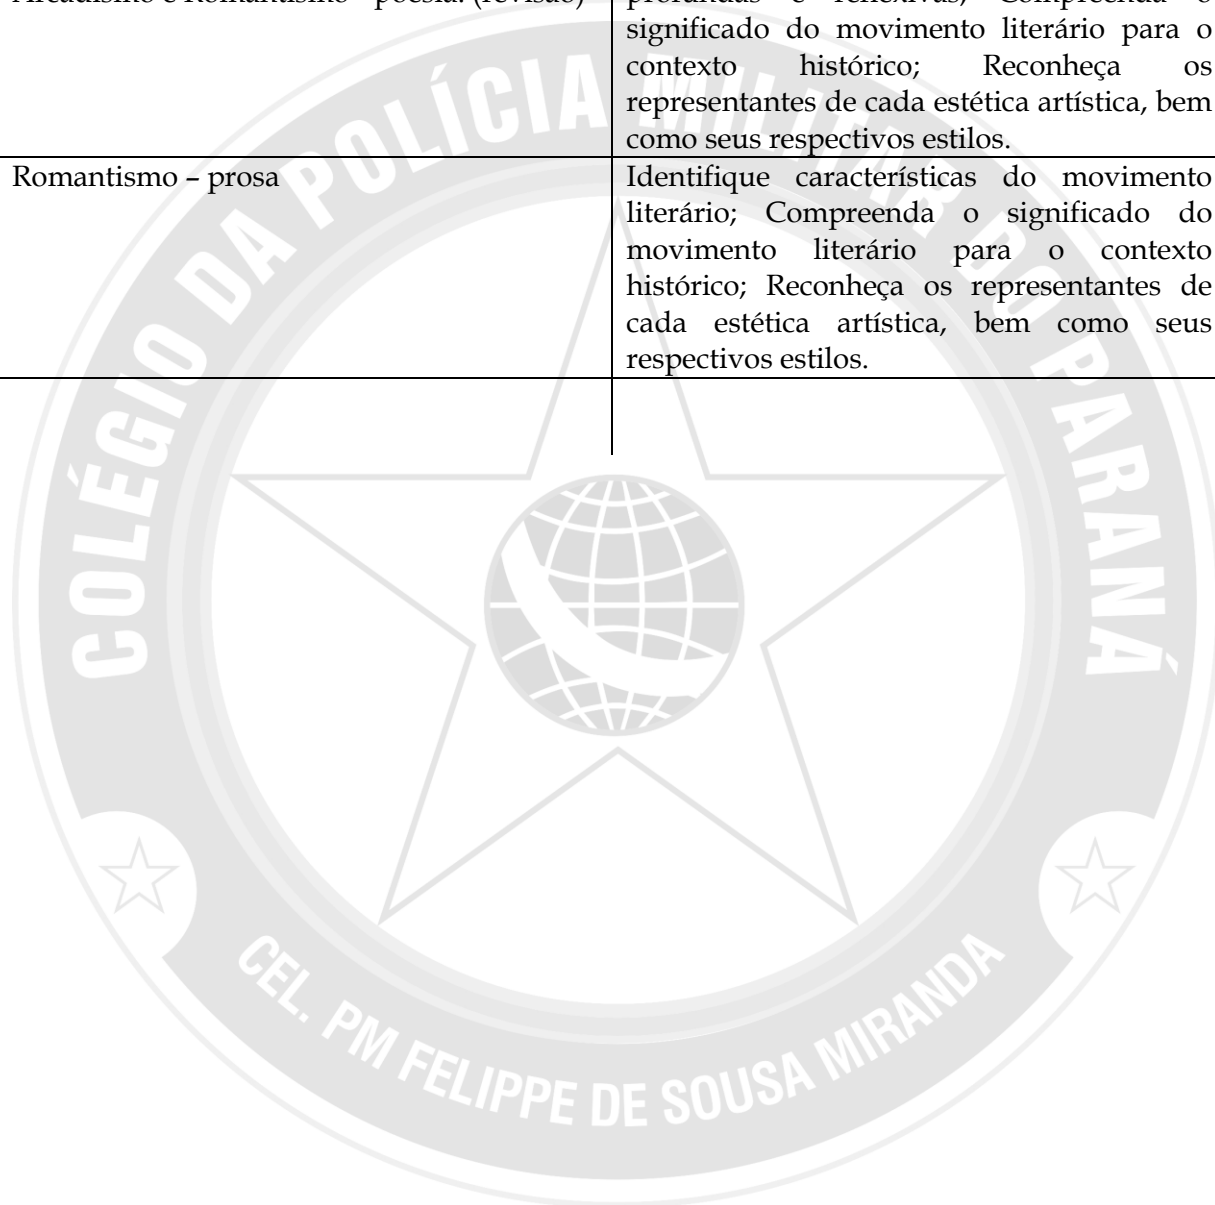 profundas e reflexivas; Compreenda o
Arcadismo e Romantismo – poesia. (revisão)
significado do movimento literário para o
contexto histórico; Reconheça os
representantes de cada estética artística, bem
como seus respectivos estilos.
Romantismo – prosa
Identifique características do movimento
literário; Compreenda o significado do
movimento literário para o contexto
histórico; Reconheça os representantes de
cada estética artística, bem como seus
respectivos estilos.
COLÉGIO DA POLÍCIA MILITAR DO PARANÁ
CEL. PM FELIPPE DE SOUSA MIRANDA